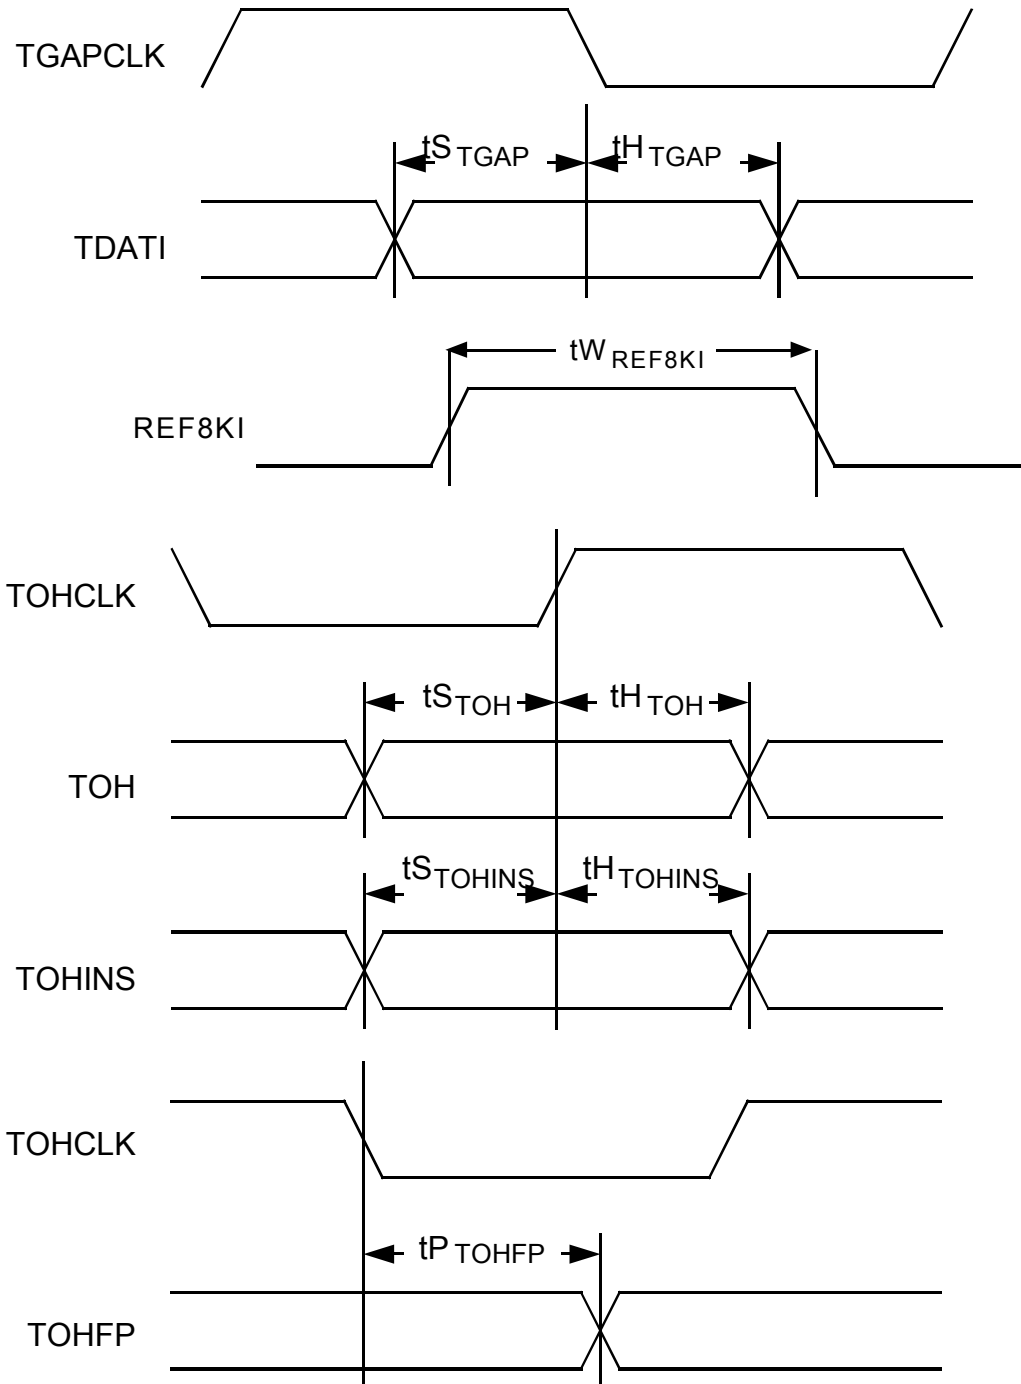 TGAPCLK
tS TGAP tH TGAP
TDATI
tW REF8KI
REF8KI
TOHCLK
tS TOH tH TOH
TOH
tS TOHINS tH TOHINS
TOHINS
TOHCLK
tP TOHFP
TOHFP